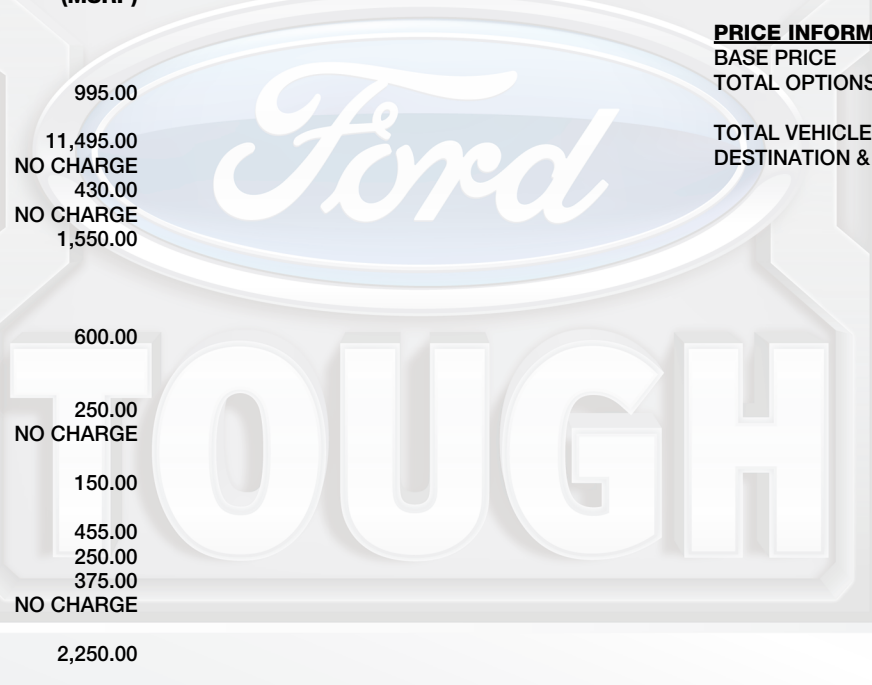 (MSRP)
995.00
11,495.00
NO CHARGE
430.00
NO CHARGE
1,550.00
600.00
250.00
NO CHARGE
150.00
455.00
250.00
375.00
NO CHARGE
2,250.00
PRICE INFORM
BASE PRICE
TOTAL OPTIONS
TOTAL VEHICLE
DESTINATION &
Ford
TOUGH